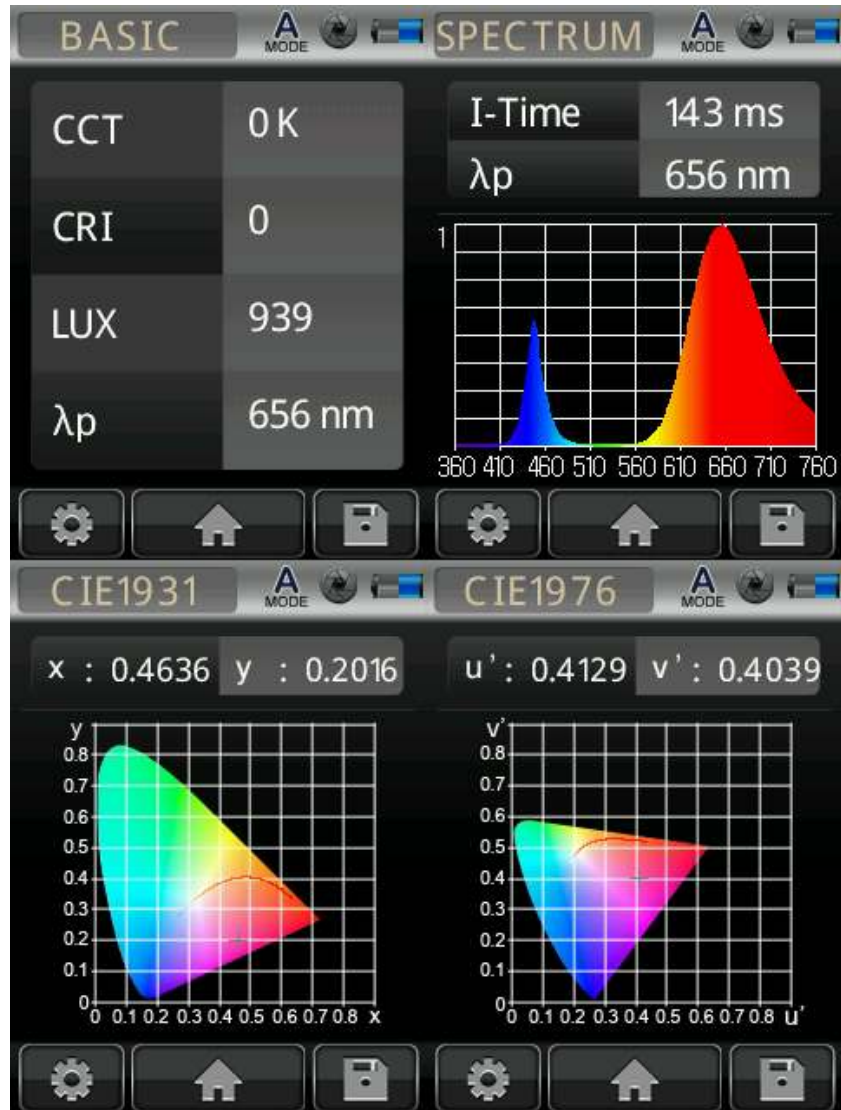 BASIC
A
MODE
CCT 0 K
CRI 0
LUX 939
λp 656 nm
SPECTRUM
A
MODE
I-Time 143 ms
λp 656 nm
1
360 410 460 510 560 610 660 710 760
CIE1931
A
MODE
x : 0.4636 y : 0.2016
y
0.8
0.7
0.6
0.5
0.4
0.3
0.2
0.1
0
0 0.1 0.2 0.3 0.4 0.5 0.6 0.7 0.8 x
CIE1976
A
MODE
u' : 0.4129 v' : 0.4039
v'
0.8
0.7
0.6
0.5
0.4
0.3
0.2
0.1
0
0 0.1 0.2 0.3 0.4 0.5 0.6 0.7 0.8 u'